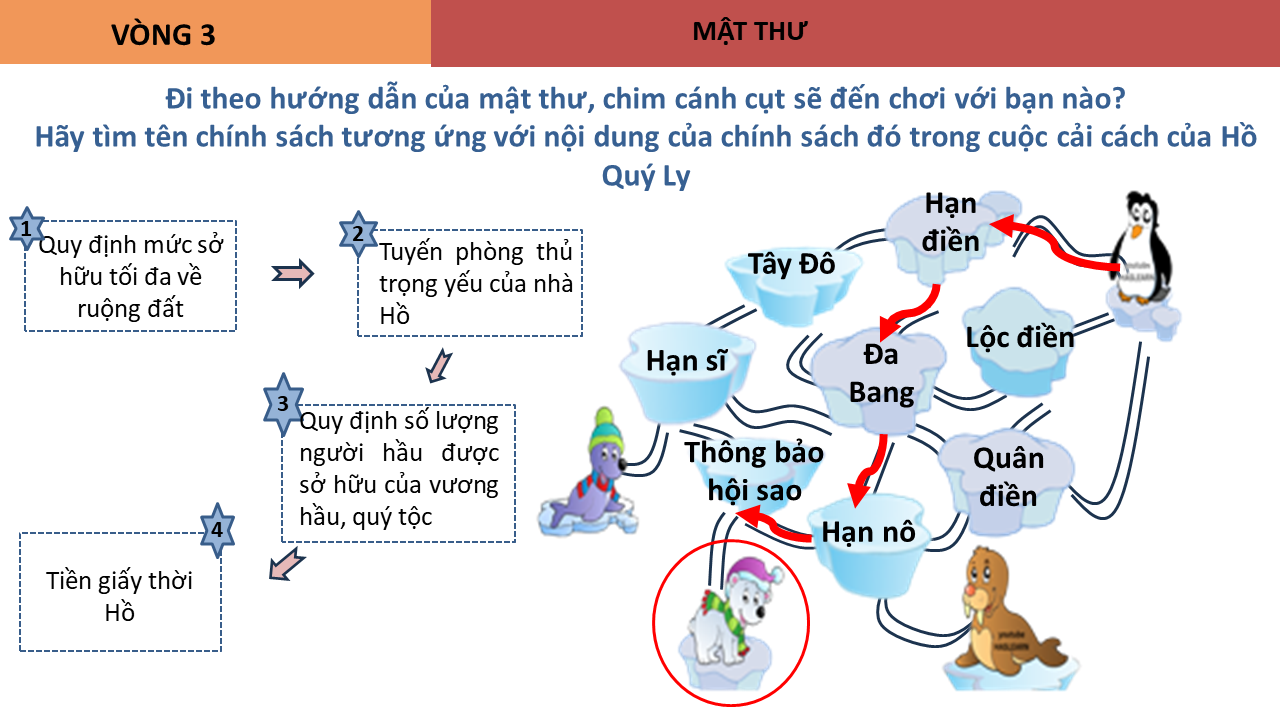 VÒNG 3
MẬT THƯ
Đi theo hướng dẫn của mật thư, chim cánh cụt sẽ đến chơi với bạn nào?
Hãy tìm tên chính sách tương ứng với nội dung của chính sách đó trong cuộc cải cách của Hồ
Quý Ly
1
Quy định mức sở
hữu tối đa về
ruộng đất
2
Tuyến phòng thủ
trọng yếu của nhà
Hồ
3
Quy định số lượng
người hầu được
sở hữu của vương
hầu, quý tộc
4
Tiền giấy thời
Hồ
Hạn
điền
Tây Đô
Lộc điền
Hạn sĩ
Đa
Bang
Thông bảo
hội sao
Quân
điền
Hạn nô
youtube
HASLEARN
youtube
HASLEARN